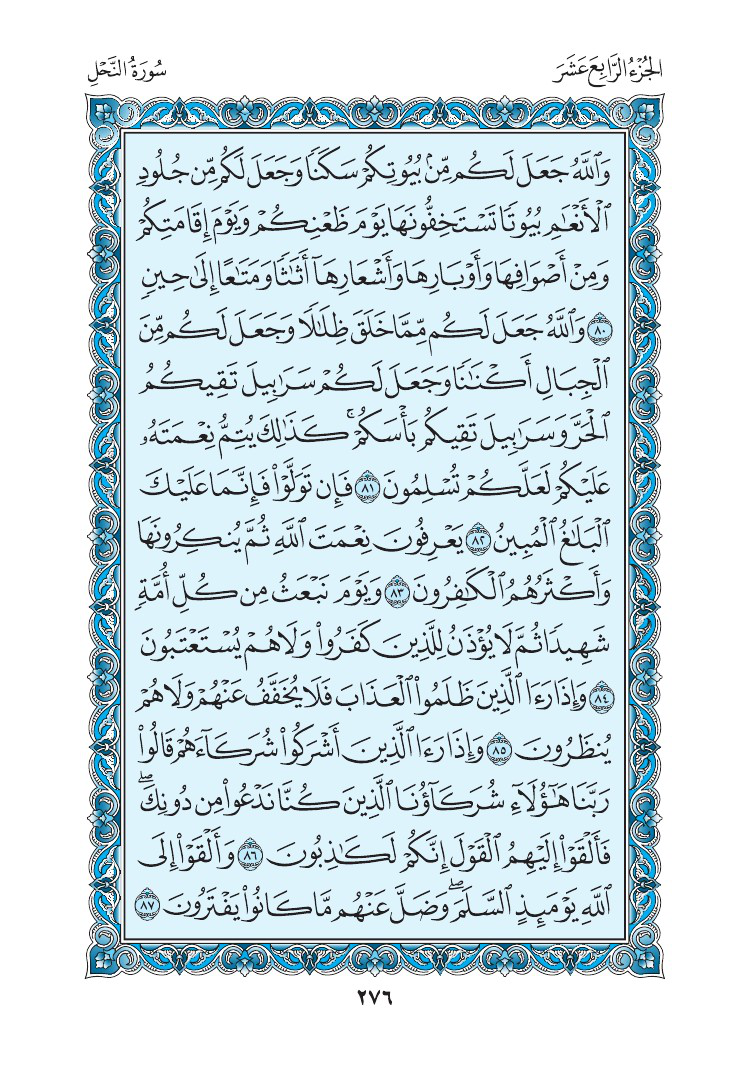 الجُزْءُ الرَّابِعَ عَشَرَ
سُورَةُ النَّحْلِ
وَٱللَّهُ جَعَلَ لَكُم مِّنۢ بُيُوتِكُمْ سَكَنٗا وَجَعَلَ لَكُم مِّن جُلُودِ
ٱلْأَنْعَٰمِ بُيُوتٗا تَسْتَخِفُّونَهَا يَوْمَ ظَعْنِكُمْ وَيَوْمَ إِقَامَتِكُمْ
وَمِنْ أَصْوَافِهَا وَأَوْبَارِهَا وَأَشْعَارِهَآ أَثَٰثٗا وَمَتَٰعًا إِلَىٰ حِينٖ
٨٠ وَٱللَّهُ جَعَلَ لَكُم مِّمَّا خَلَقَ ظِلَٰلٗا وَجَعَلَ لَكُم مِّنَ
ٱلْجِبَالِ أَكْنَٰنٗا وَجَعَلَ لَكُمْ سَرَٰبِيلَ تَقِيكُمُ
ٱلْحَرَّ وَسَرَٰبِيلَ تَقِيكُم بَأْسَكُمْۚ كَذَٰلِكَ يُتِمُّ نِعْمَتَهُۥ
عَلَيْكُمْ لَعَلَّكُمْ تُسْلِمُونَ ٨١ فَإِن تَوَلَّوْاْ فَإِنَّمَا عَلَيْكَ
ٱلْبَلَٰغُ ٱلْمُبِينُ ٨٢ يَعْرِفُونَ نِعْمَتَ ٱللَّهِ ثُمَّ يُنكِرُونَهَا
وَأَكْثَرُهُمُ ٱلْكَٰفِرُونَ ٨٣ وَيَوْمَ نَبْعَثُ مِن كُلِّ أُمَّةٖ
شَهِيدٗا ثُمَّ لَا يُؤْذَنُ لِلَّذِينَ كَفَرُواْ وَلَا هُمْ يُسْتَعْتَبُونَ
٨٤ وَإِذَا رَءَا ٱلَّذِينَ ظَلَمُواْ ٱلْعَذَابَ فَلَا يُخَفَّفُ عَنْهُمْ وَلَا هُمْ
يُنظَرُونَ ٨٥ وَإِذَا رَءَا ٱلَّذِينَ أَشْرَكُواْ شُرَكَآءَهُمْ قَالُواْ
رَبَّنَا هَٰٓؤُلَآءِ شُرَكَآؤُنَا ٱلَّذِينَ كُنَّا نَدْعُواْ مِن دُونِكَۖ
فَأَلْقَوْاْ إِلَيْهِمُ ٱلْقَوْلَ إِنَّكُمْ لَكَٰذِبُونَ ٨٦ وَأَلْقَوْاْ إِلَى
ٱللَّهِ يَوْمَئِذٍ ٱلسَّلَمَۖ وَضَلَّ عَنْهُم مَّا كَانُواْ يَفْتَرُونَ ٨٧
٢٧٦